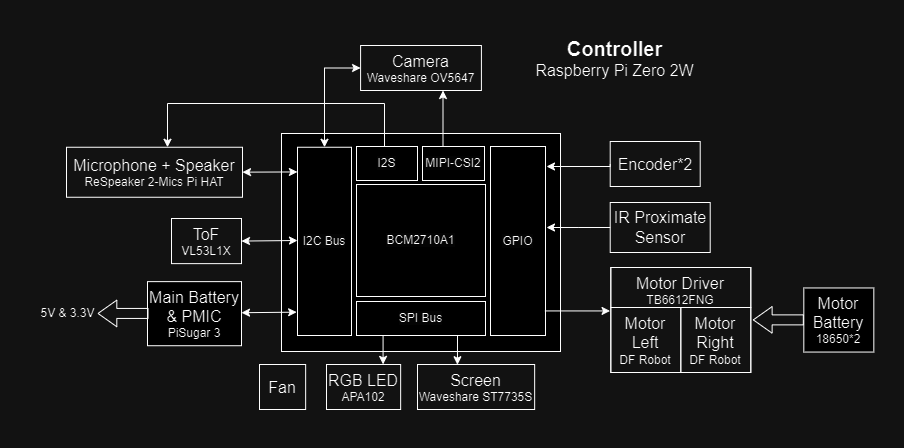 Controller
Raspberry Pi Zero 2W
Camera
Waveshare OV5647
Microphone + Speaker
ReSpeaker 2-Mics Pi HAT
I2S
MIPI-CSI2
Encoder*2
ToF
VL53L1X
I2C Bus
BCM2710A1
GPIO
IR Proximate
Sensor
Main Battery
& PMIC
PiSugar 3
5V & 3.3V
SPI Bus
Motor Driver
TB6612FNG
Motor
Left
DF Robot
Motor
Right
DF Robot
Motor
Battery
18650*2
Fan
RGB LED
APA102
Screen
Waveshare ST7735S